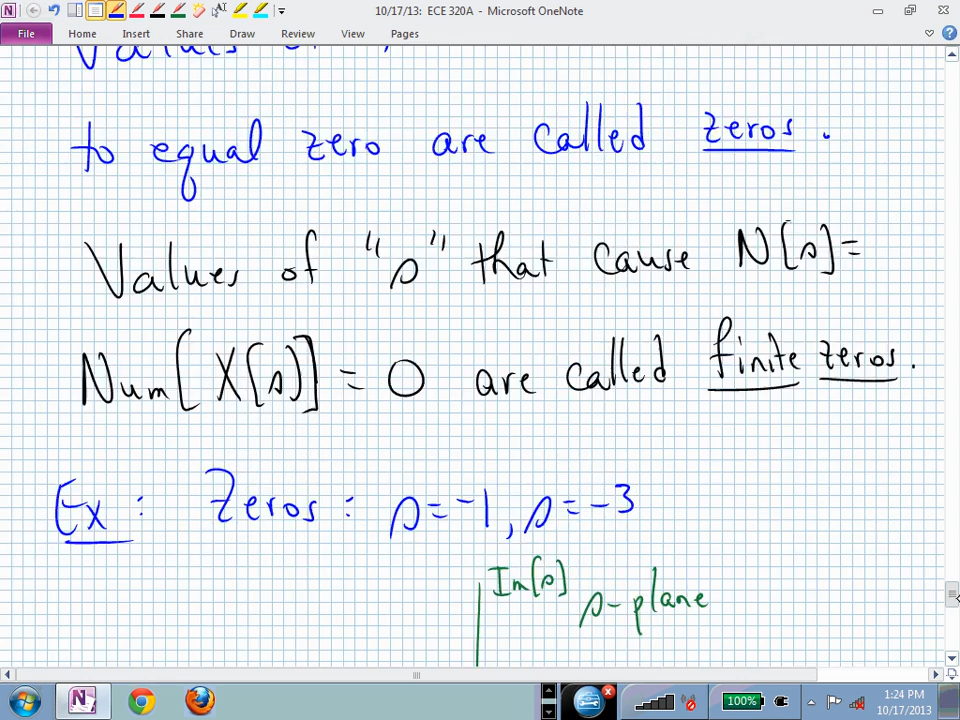 10/17/13: ECE 320A - Microsoft OneNote
File Home Insert Share Draw Review View Pages
Values of
to equal zero are called zeros.
Values of "s" that cause N[s]=
Num[X[s]] = 0 are called finite zeros.
Ex: Zeros: s=-1, s=-3
Im[s] s-plane
100%
1:24 PM
10/17/2013